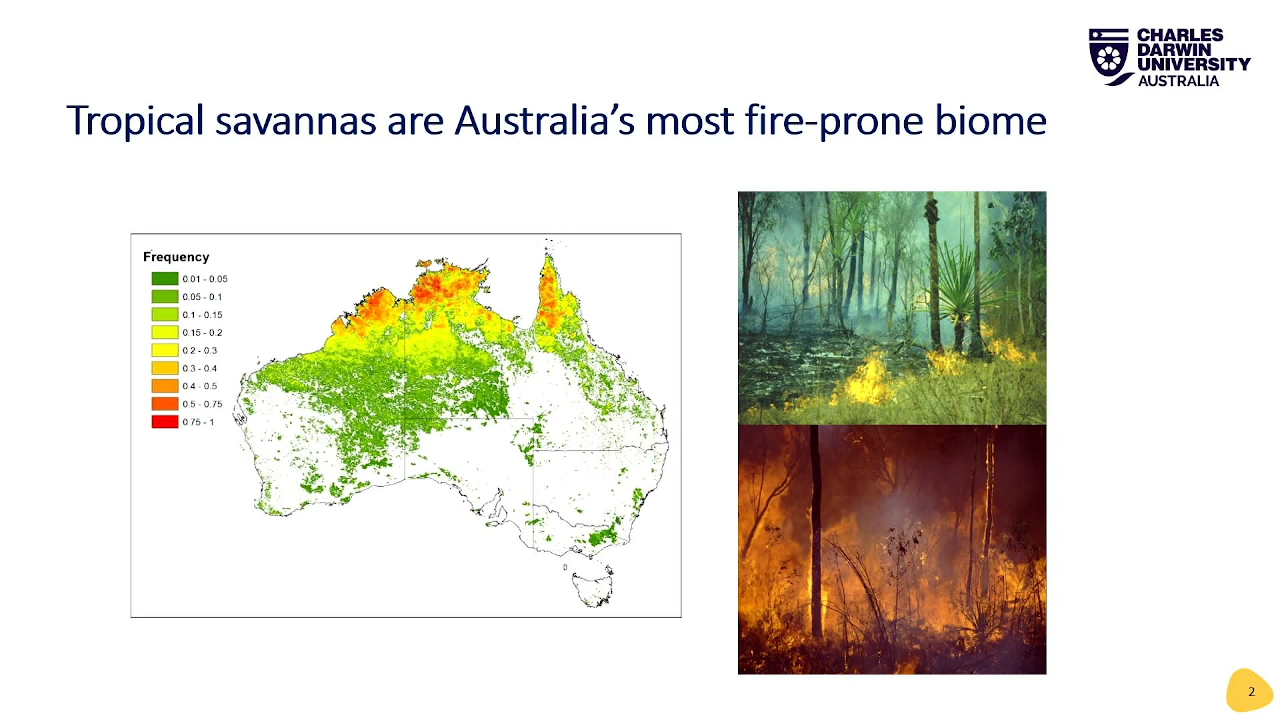 CHARLES
DARWIN
UNIVERSITY
AUSTRALIA
Tropical savannas are Australia’s most fire-prone biome
Frequency
0.01 - 0.05
0.05 - 0.1
0.1 - 0.15
0.15 - 0.2
0.2 - 0.3
0.3 - 0.4
0.4 - 0.5
0.5 - 0.75
0.75 - 1
2